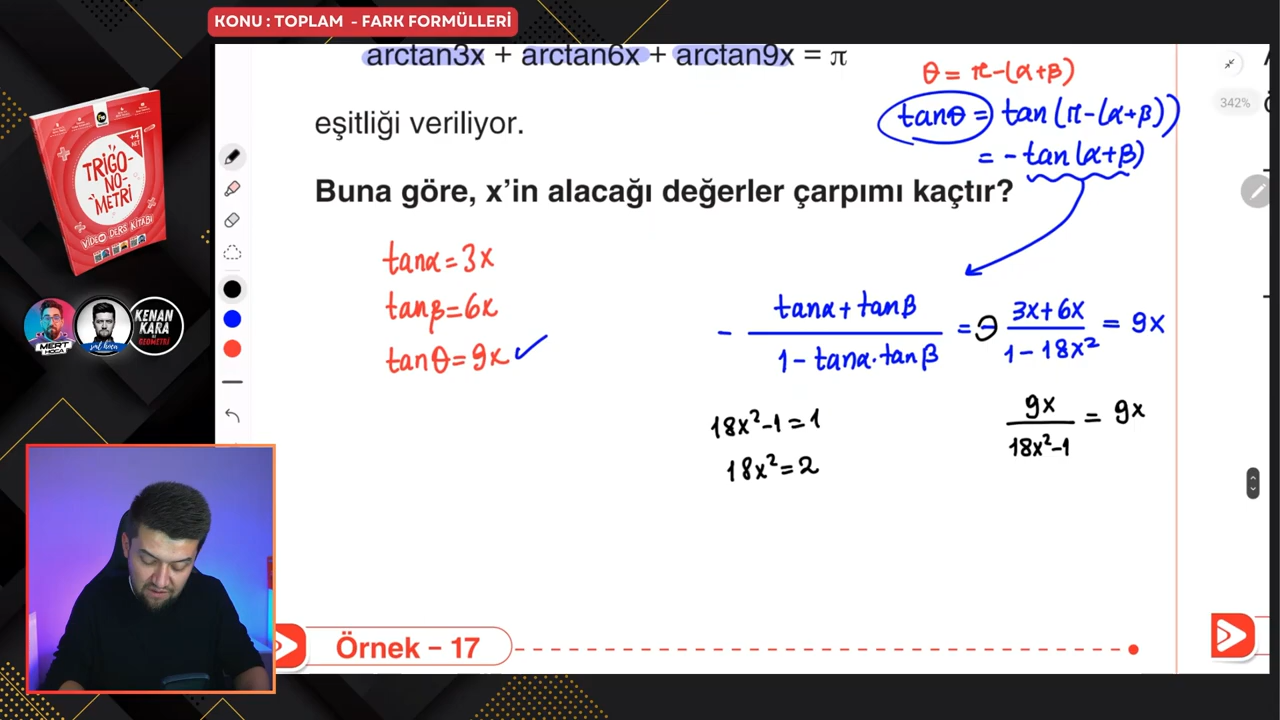 KONU : TOPLAM - FARK FORMÜLLERİ
arctan3x + arctan6x + arctan9x = π
eşitliği veriliyor.
Buna göre, x'in alacağı değerler çarpımı kaçtır?
θ = π-(α+β)
tanθ = tan(π-(α+β))
= - tan(α+β)
tanα = 3x
tanβ = 6x
tanθ = 9x ✓
- (tanα + tanβ) / (1 - tanα.tanβ) = - (3x+6x) / (1 - 18x²) = 9x
9x / (18x²-1) = 9x
18x²-1 = 1
18x² = 2
342%
+4 NET
TRİGO-
NO-
METRİ
VİDEO DERS KİTABI
MERT HOCA
KENAN
KARA
GEOMETRİ
Örnek – 17